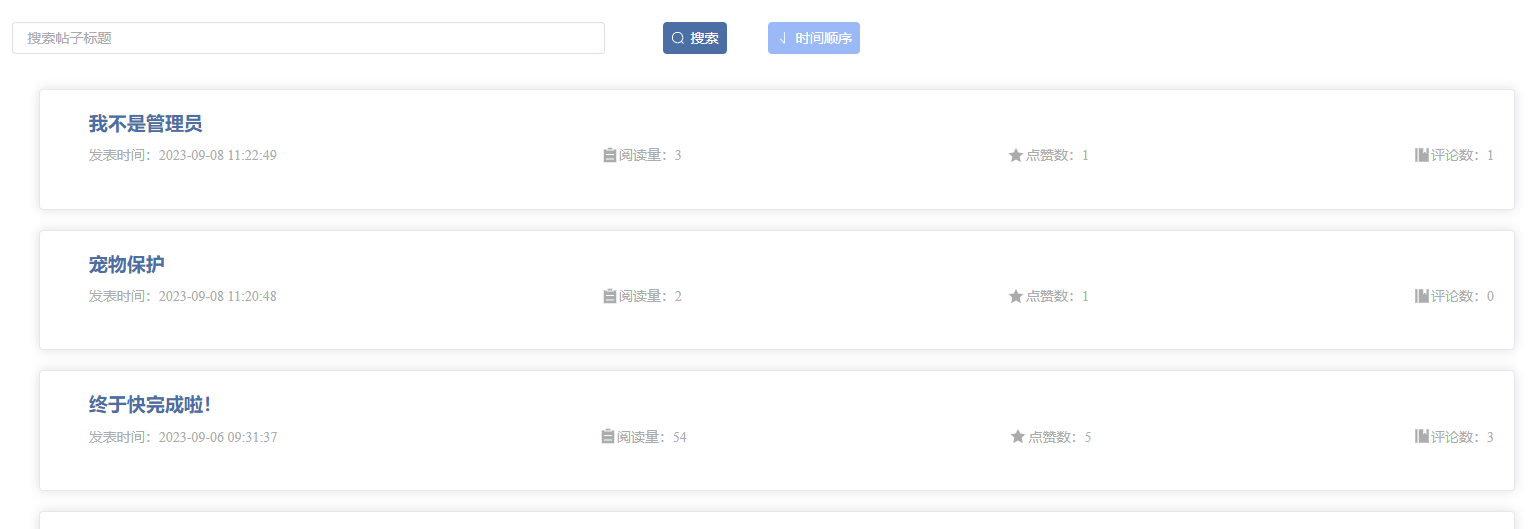 搜索帖子标题 搜索 时间顺序
我不是管理员
发表时间：2023-09-08 11:22:49 阅读量：3 点赞数：1 评论数：1
宠物保护
发表时间：2023-09-08 11:20:48 阅读量：2 点赞数：1 评论数：0
终于快完成啦！
发表时间：2023-09-06 09:31:37 阅读量：54 点赞数：5 评论数：3